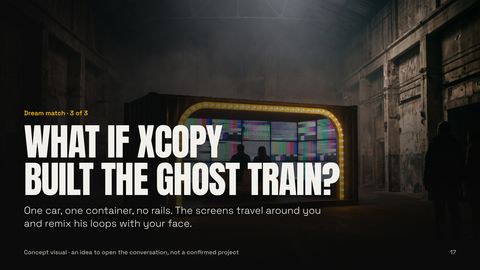 Dream match · 3 of 3
WHAT IF XCOPY
BUILT THE GHOST TRAIN?
One car, one container, no rails. The screens travel around you
and remix his loops with your face.
Concept visual - an idea to open the conversation, not a confirmed project
17